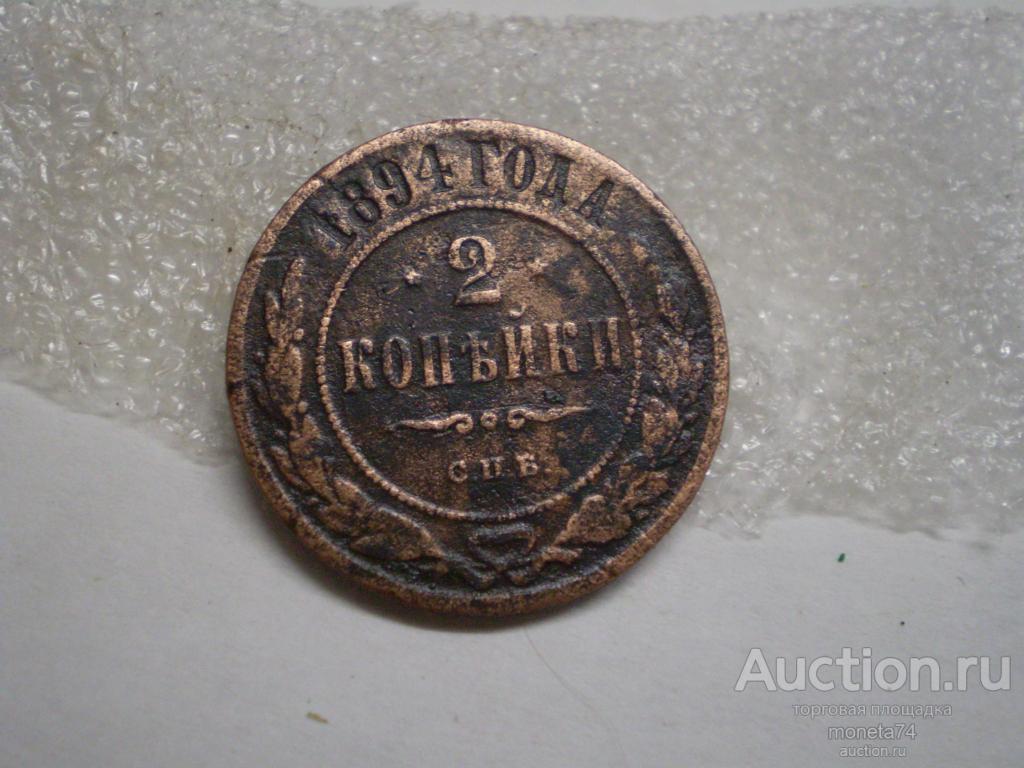 1894 ГОДА
2
КОПѢЙКИ
С.П.Б.
Auction.ru
торговая площадка
moneta74
auction.ru